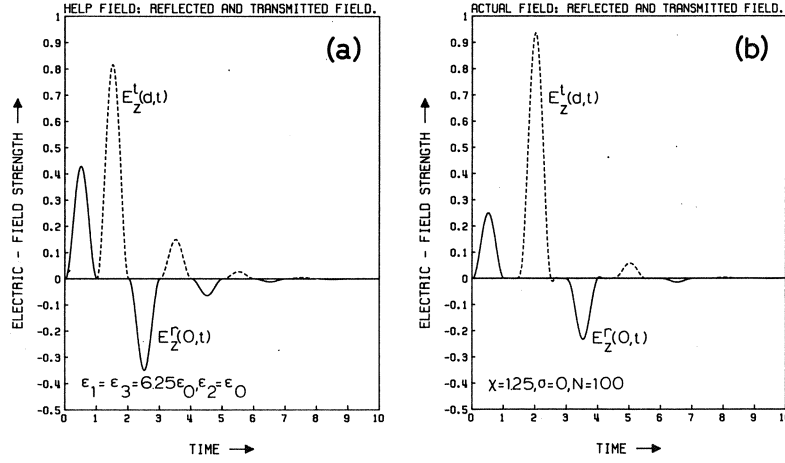 HELP FIELD: REFLECTED AND TRANSMITTED FIELD.
(a)
ELECTRIC - FIELD STRENGTH →
1
0.9
0.8
0.7
0.6
0.5
0.4
0.3
0.2
0.1
0
-0.1
-0.2
-0.3
-0.4
-0.5
E_z^t(d,t)
E_z^r(0,t)
ε₁ = ε₃ = 6.25ε₀, ε₂ = ε₀
0 1 2 3 4 5 6 7 8 9 10
TIME →
ACTUAL FIELD: REFLECTED AND TRANSMITTED FIELD.
(b)
ELECTRIC - FIELD STRENGTH →
1
0.9
0.8
0.7
0.6
0.5
0.4
0.3
0.2
0.1
0
-0.1
-0.2
-0.3
-0.4
-0.5
E_z^t(d,t)
E_z^r(0,t)
χ=1.25,σ=0,N=100
0 1 2 3 4 5 6 7 8 9 10
TIME →